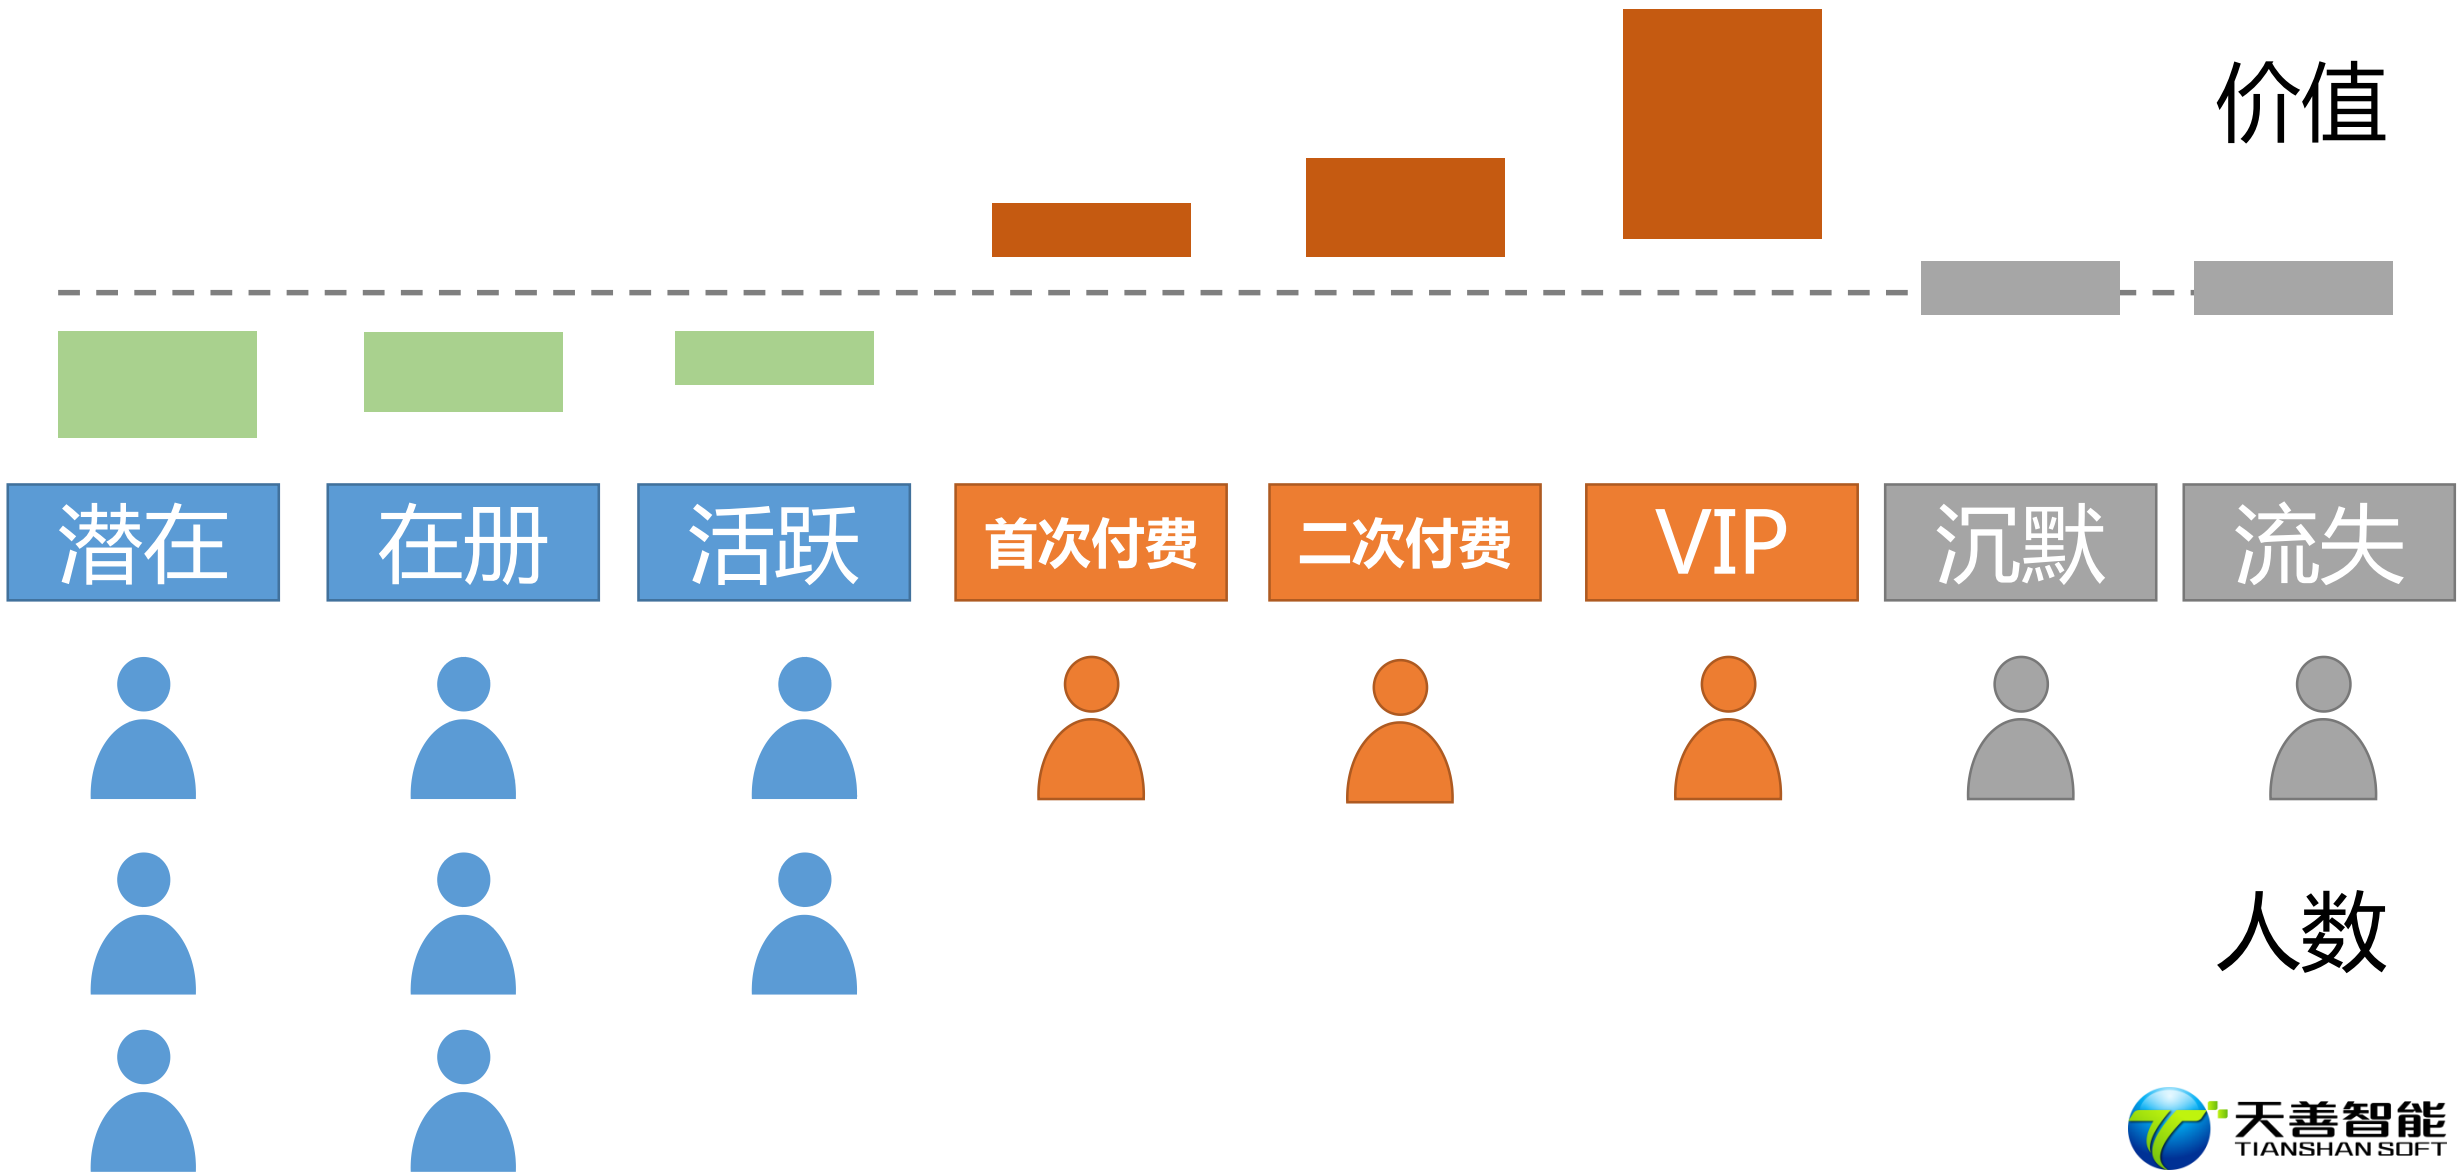 价值
潜在
在册
活跃
首次付费
二次付费
VIP
沉默
流失
人数
天善智能
TIANSHAN SOFT